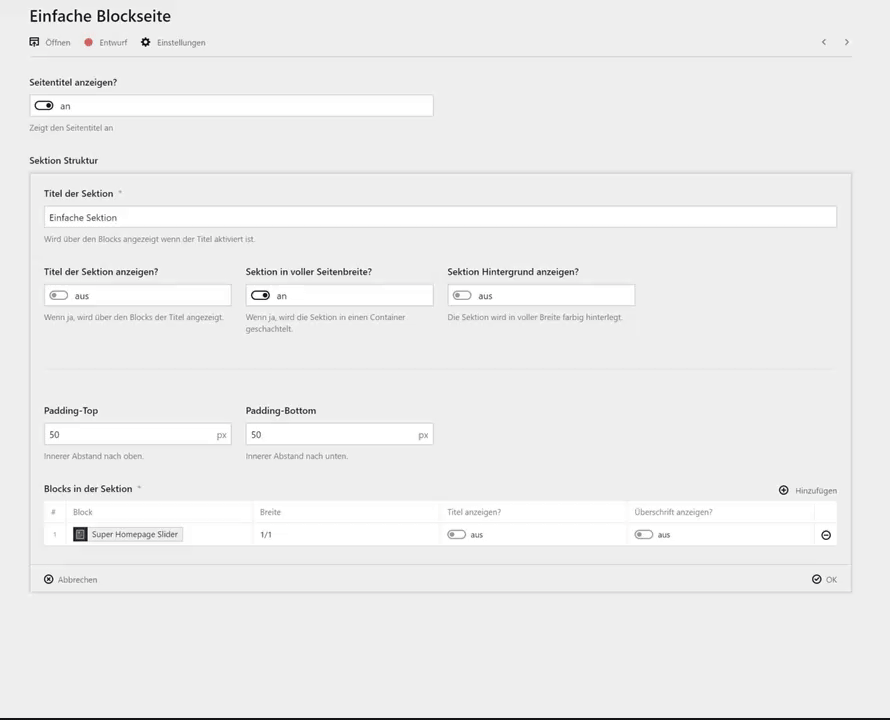 Einfache Blockseite
Öffnen Entwurf Einstellungen
Seitentitel anzeigen?
an
Zeigt den Seitentitel an
Sektion Struktur
Titel der Sektion *
Einfache Sektion
Wird über den Blocks angezeigt wenn der Titel aktiviert ist.
Titel der Sektion anzeigen? Sektion in voller Seitenbreite? Sektion Hintergrund anzeigen?
aus an aus
Wenn ja, wird über den Blocks der Titel angezeigt. Wenn ja, wird die Sektion in einen Container Die Sektion wird in voller Breite farbig hinterlegt.
geschachtelt.
Padding-Top Padding-Bottom
50 px 50 px
Innerer Abstand nach oben. Innerer Abstand nach unten.
Blocks in der Sektion * Hinzufügen
# Block Breite Titel anzeigen? Überschrift anzeigen?
1 Super Homepage Slider 1/1 aus aus
Abbrechen OK